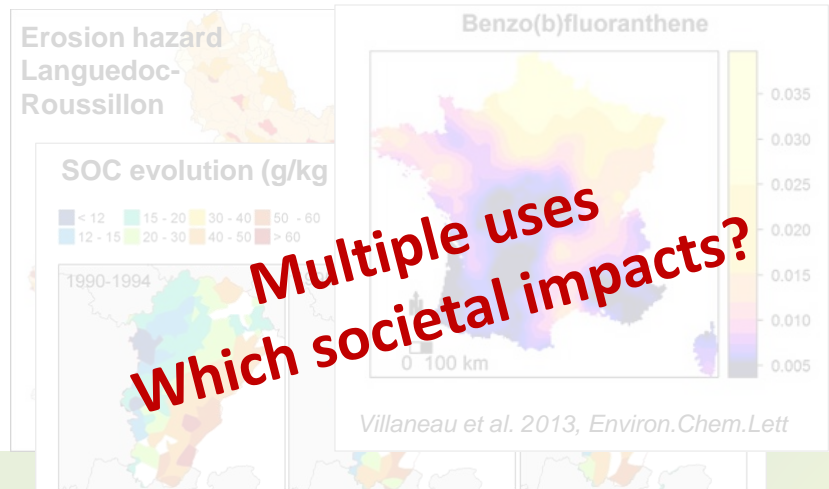 Erosion hazard
Languedoc-
Roussillon
SOC evolution (g/kg
< 12
15 - 20
30 - 40
50 - 60
12 - 15
20 - 30
40 - 50
> 60
1990-1994
Benzo(b)fluoranthene
0.035
0.030
0.025
0.020
0.015
0.010
0.005
0 100 km
Villaneau et al. 2013, Environ.Chem.Lett
Multiple uses
Which societal impacts?